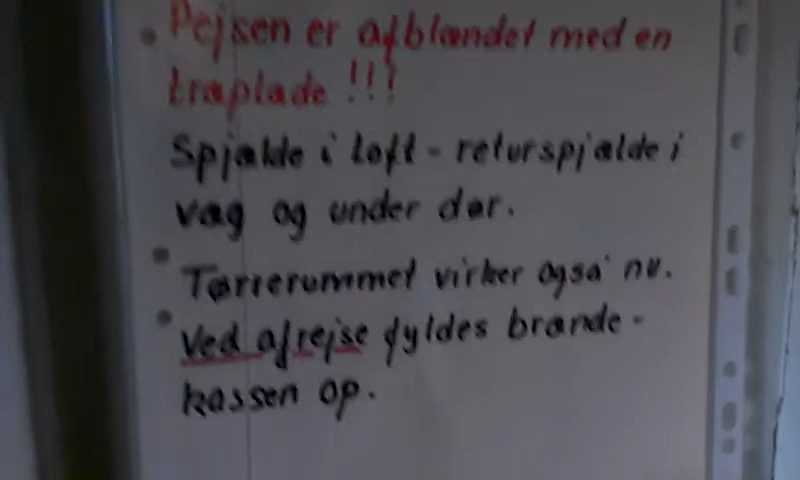 • Pejsen er afblændet med en
træplade !!!
Spjælde i loft - returspjælde i
væg og under dør.
• Tørrerummet virker også nu.
• Ved afrejse fyldes brænde-
kassen op.